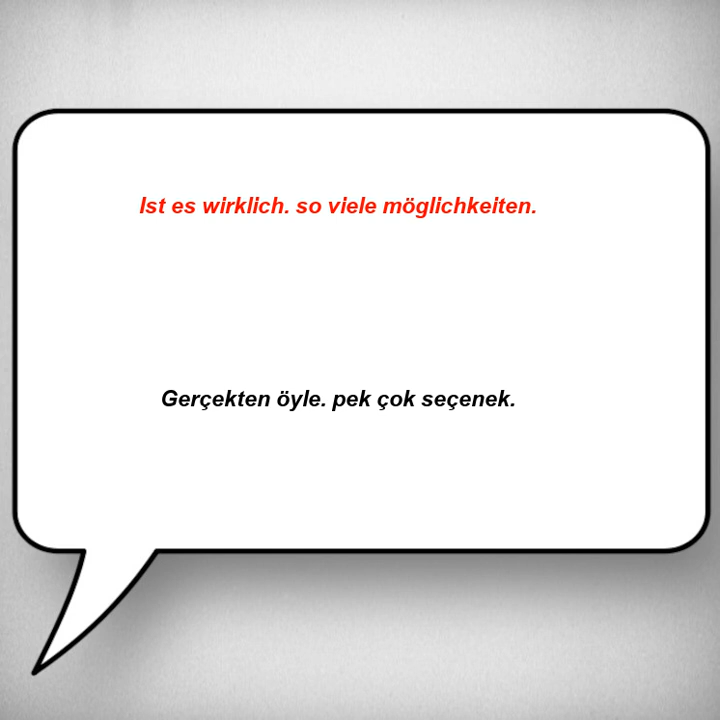 Ist es wirklich. so viele möglichkeiten.
Gerçekten öyle. pek çok seçenek.